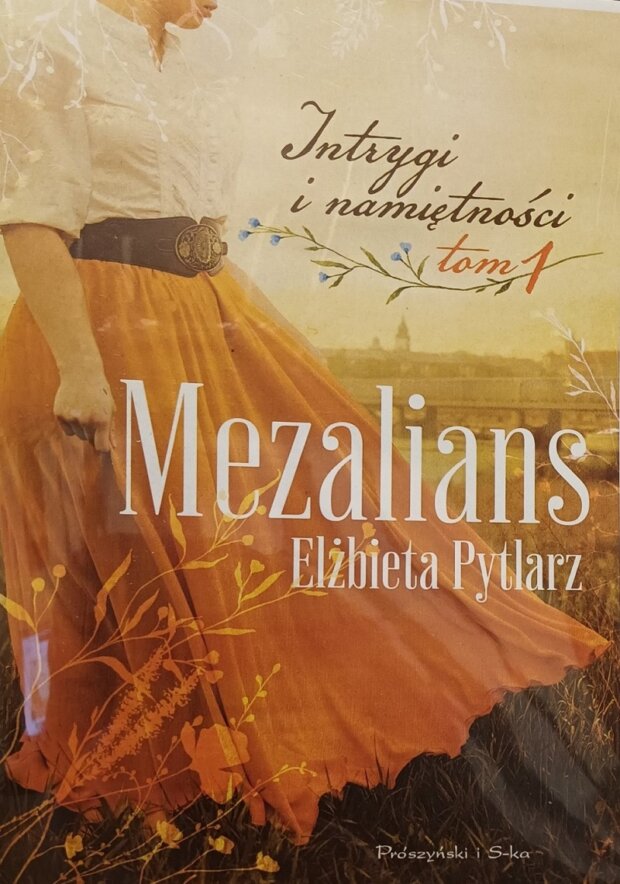 Intrygi
i namiętności
tom 1
Mezalians
Elżbieta Pytlarz
Prószyński i S-ka